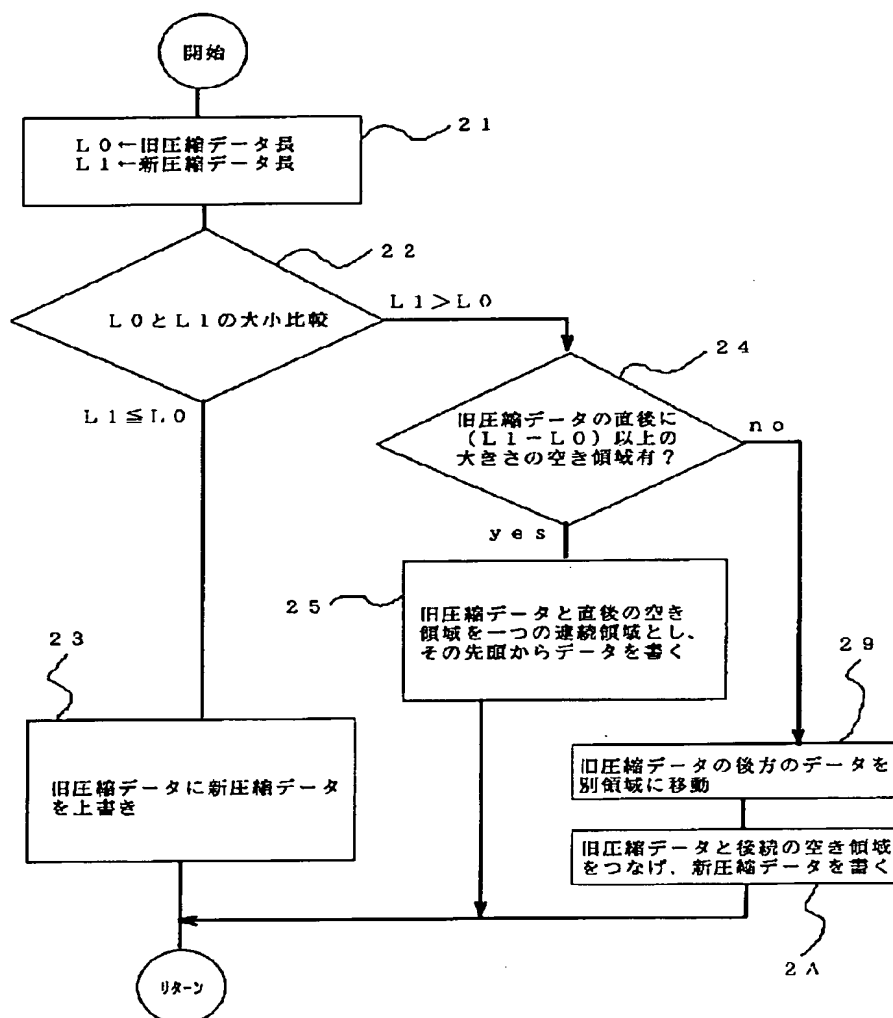 開始
21
L0←旧圧縮データ長
L1←新圧縮データ長
22
L0とL1の大小比較
L1>L0
L1≦L0
24
旧圧縮データの直後に
(L1-L0)以上の
大きさの空き領域有?
no
yes
25
旧圧縮データと直後の空き
領域を一つの連続領域とし、
その先頭からデータを書く
23
旧圧縮データに新圧縮データ
を上書き
29
旧圧縮データの後方のデータを
別領域に移動
旧圧縮データと後続の空き領域
をつなげ、新圧縮データを書く
2A
リターン